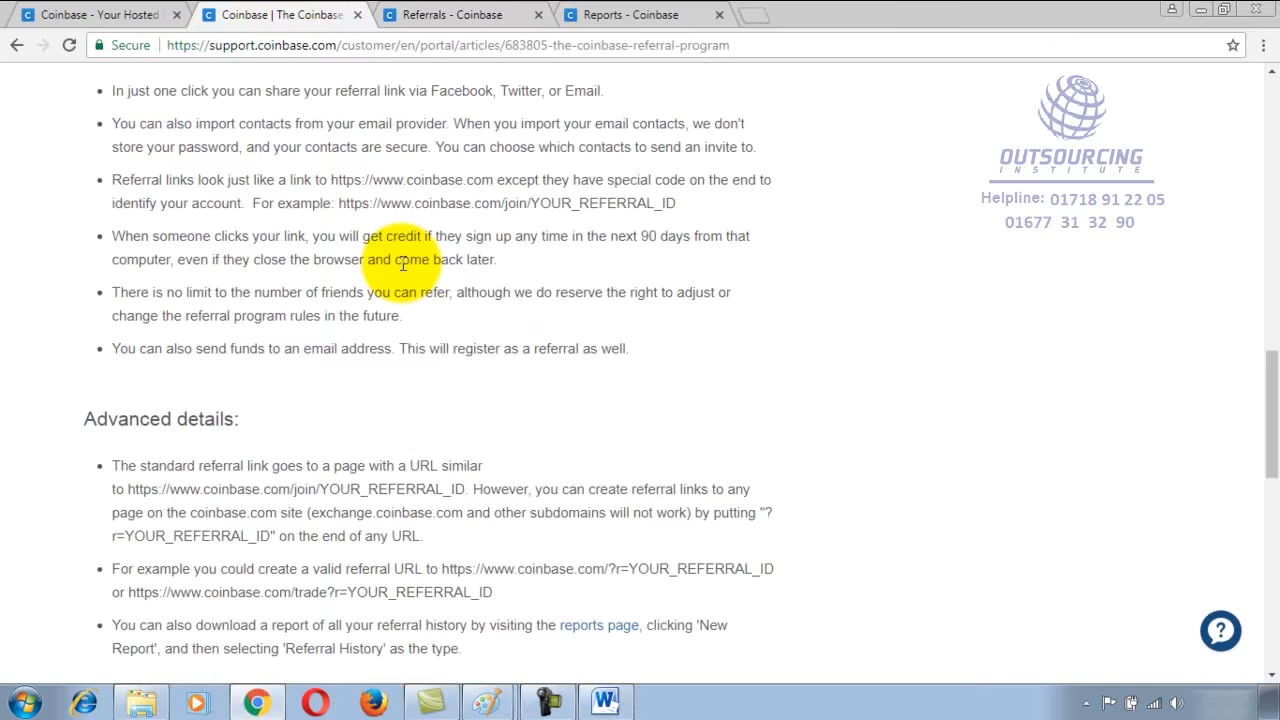 Coinbase - Your Hosted
Coinbase | The Coinbase
Referrals - Coinbase
Reports - Coinbase
Secure
https://support.coinbase.com/customer/en/portal/articles/683805-the-coinbase-referral-program
In just one click you can share your referral link via Facebook, Twitter, or Email.
You can also import contacts from your email provider. When you import your email contacts, we don't
store your password, and your contacts are secure. You can choose which contacts to send an invite to.
Referral links look just like a link to https://www.coinbase.com except they have special code on the end to
identify your account. For example: https://www.coinbase.com/join/YOUR_REFERRAL_ID
When someone clicks your link, you will get credit if they sign up any time in the next 90 days from that
computer, even if they close the browser and come back later.
There is no limit to the number of friends you can refer, although we do reserve the right to adjust or
change the referral program rules in the future.
You can also send funds to an email address. This will register as a referral as well.
Advanced details:
The standard referral link goes to a page with a URL similar
to https://www.coinbase.com/join/YOUR_REFERRAL_ID. However, you can create referral links to any
page on the coinbase.com site (exchange.coinbase.com and other subdomains will not work) by putting "?
r=YOUR_REFERRAL_ID" on the end of any URL.
For example you could create a valid referral URL to https://www.coinbase.com/?r=YOUR_REFERRAL_ID
or https://www.coinbase.com/trade?r=YOUR_REFERRAL_ID
You can also download a report of all your referral history by visiting the reports page, clicking 'New
Report', and then selecting 'Referral History' as the type.
OUTSOURCING
INSTITUTE
Helpline: 01718 91 22 05
01677 31 32 90